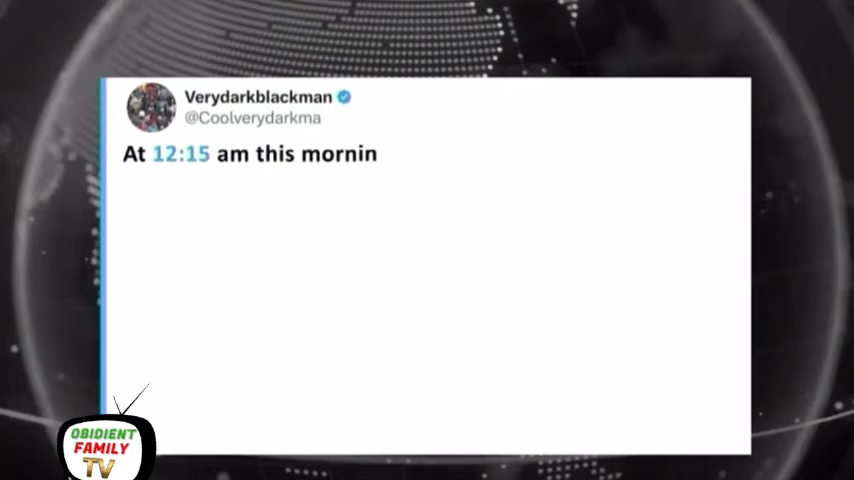 Verydarkblackman
@Coolverydarkma
At 12:15 am this mornin
OBIDIENT
FAMILY
TV